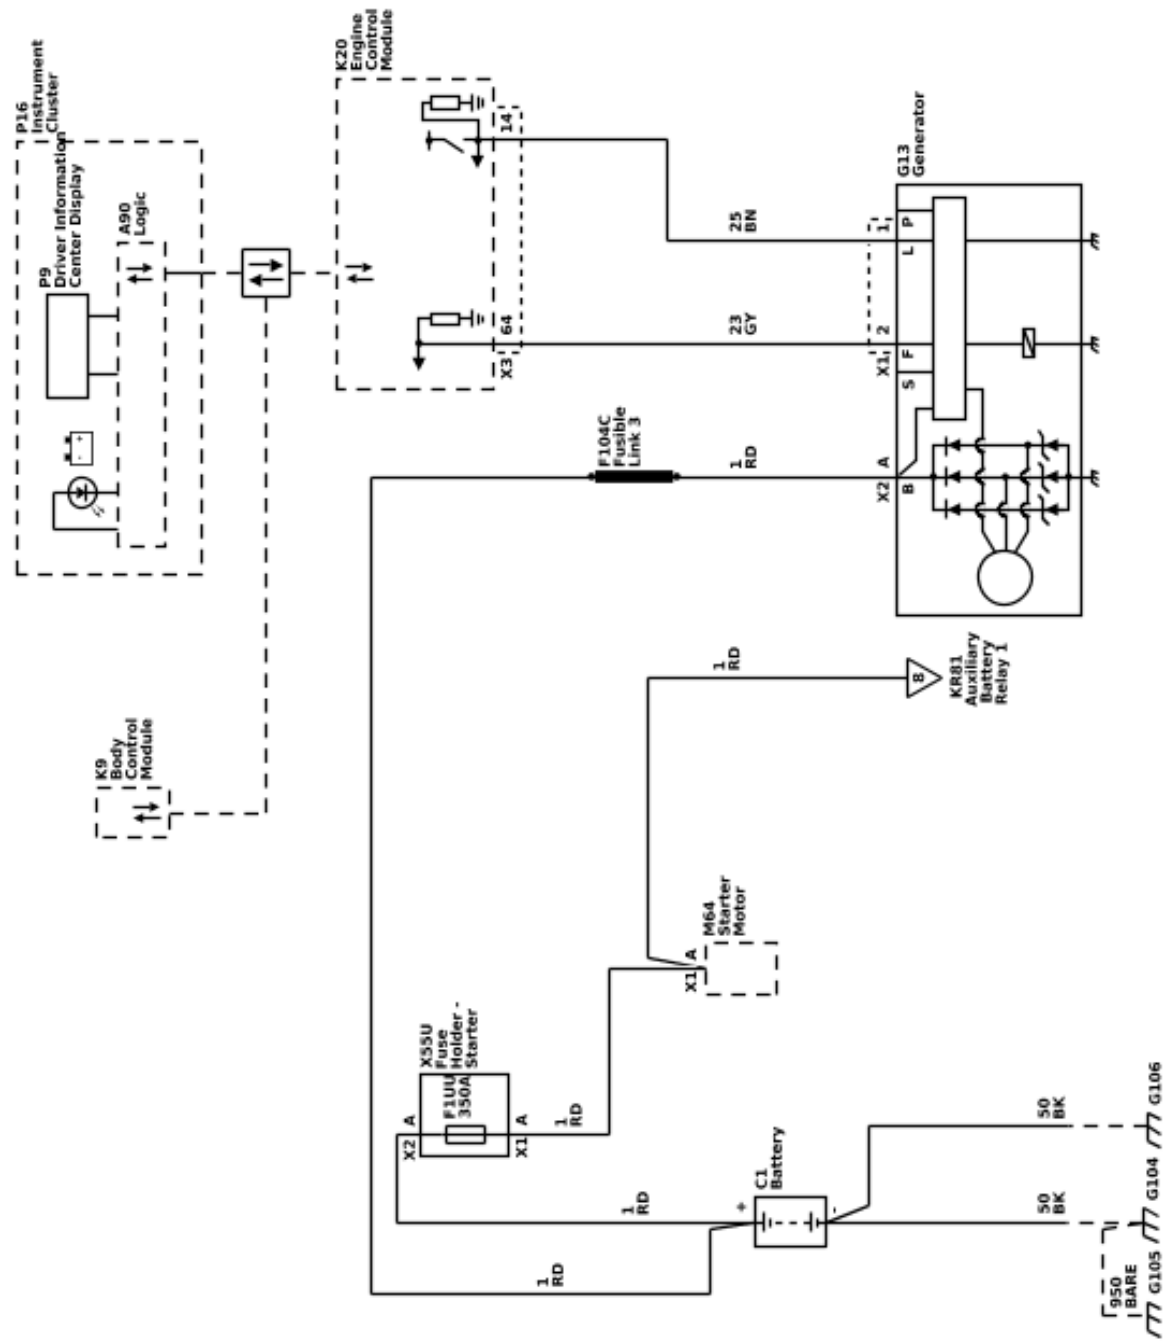 P16
Instrument
Cluster
P9
Driver Information
Center Display
A90
Logic
K20
Engine
Control
Module
14
64
X3
25
BN
23
GY
G13
Generator
1
P
L
2
X1
F
S
F104C
Fusible
Link 3
1
RD
X2
A
B
K9
Body
Control
Module
1
RD
8
KR81
Auxiliary
Battery
Relay 1
M64
Starter
Motor
X1
A
X55U
Fuse
Holder -
Starter
F1UU
350A
X2
A
X1
A
1
RD
1
RD
1
RD
C1
Battery
+
-
50
BK
50
BK
950
BARE
G105
G104
G106